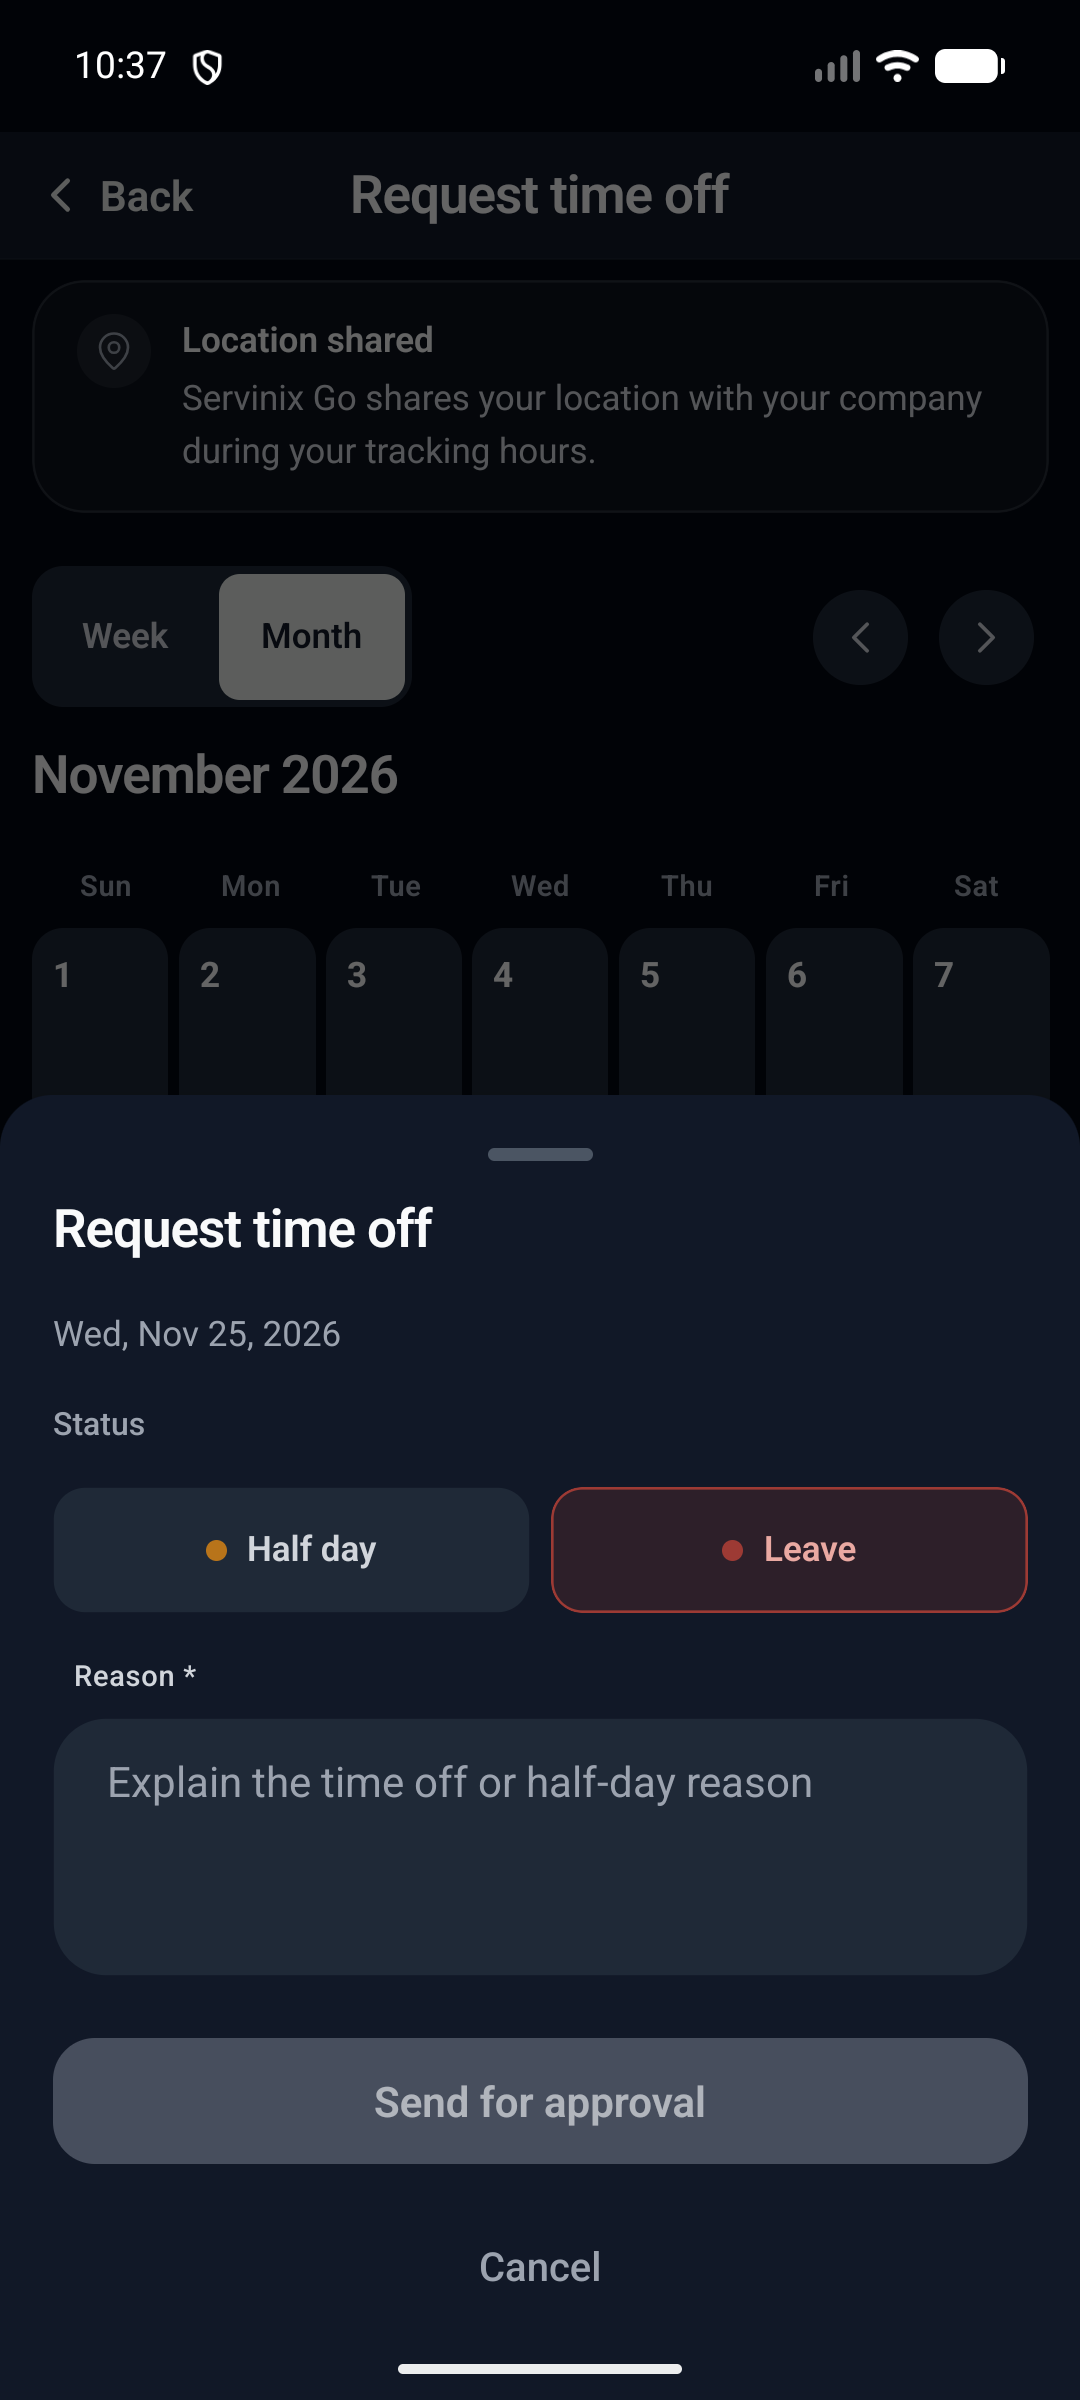 10:37
Back
Request time off
Location shared
Servinix Go shares your location with your company
during your tracking hours.
Week
Month
November 2026
Sun Mon Tue Wed Thu Fri Sat
1 2 3 4 5 6 7
Request time off
Wed, Nov 25, 2026
Status
Half day
Leave
Reason *
Explain the time off or half-day reason
Send for approval
Cancel